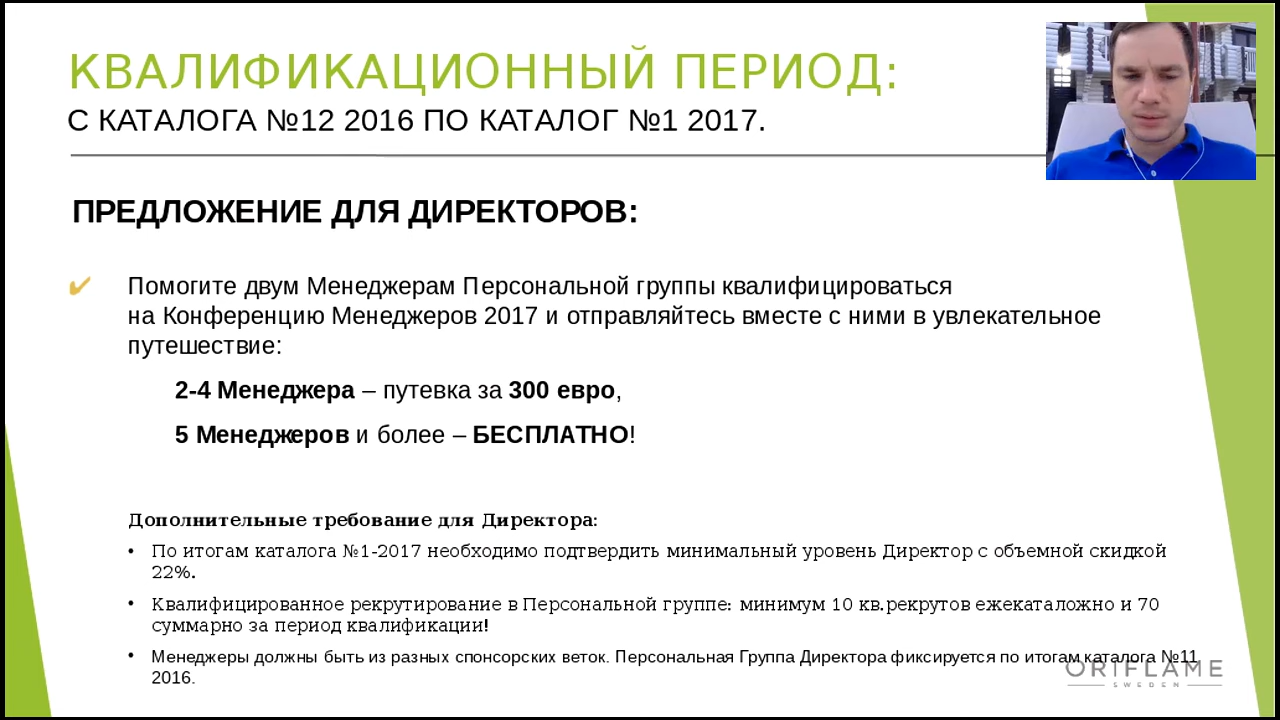 КВАЛИФИКАЦИОННЫЙ ПЕРИОД:
С КАТАЛОГА №12 2016 ПО КАТАЛОГ №1 2017.
ПРЕДЛОЖЕНИЕ ДЛЯ ДИРЕКТОРОВ:
✔ Помогите двум Менеджерам Персональной группы квалифицироваться
на Конференцию Менеджеров 2017 и отправляйтесь вместе с ними в увлекательное
путешествие:
2-4 Менеджера – путевка за 300 евро,
5 Менеджеров и более – БЕСПЛАТНО!
Дополнительные требование для Директора:
• По итогам каталога №1-2017 необходимо подтвердить минимальный уровень Директор с объемной скидкой
22%.
• Квалифицированное рекрутирование в Персональной группе: минимум 10 кв.рекрутов ежекаталожно и 70
суммарно за период квалификации!
• Менеджеры должны быть из разных спонсорских веток. Персональная Группа Директора фиксируется по итогам каталога №11
2016.
ORIFLAME
SWEDEN